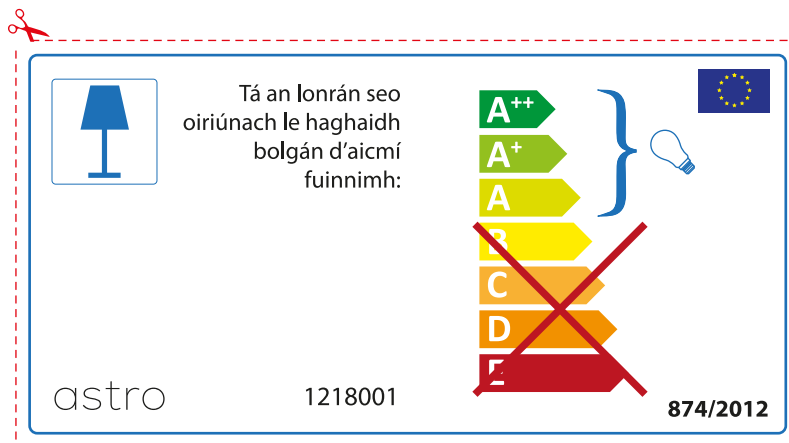 Tá an lonrán seo
oiriúnach le haghaidh
bolgán d'aicmí
fuinnimh:
A++
A+
A
B
C
D
E
astro
1218001
874/2012